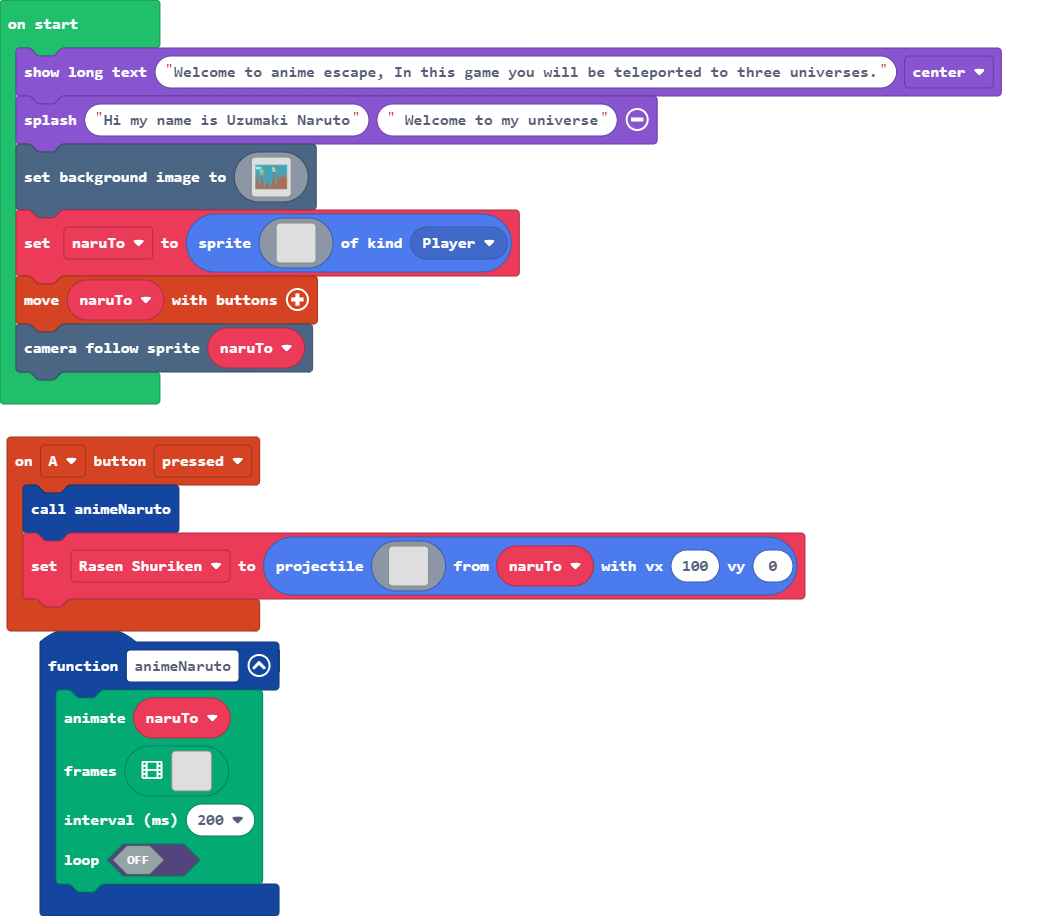 on start
show long text "Welcome to anime escape, In this game you will be teleported to three universes." center
splash "Hi my name is Uzumaki Naruto" " Welcome to my universe"
set background image to
set naruTo to sprite of kind Player
move naruTo with buttons
camera follow sprite naruTo
on A button pressed
call animeNaruto
set Rasen Shuriken to projectile from naruTo with vx 100 vy 0
function animeNaruto
animate naruTo
frames
interval (ms) 200
loop OFF